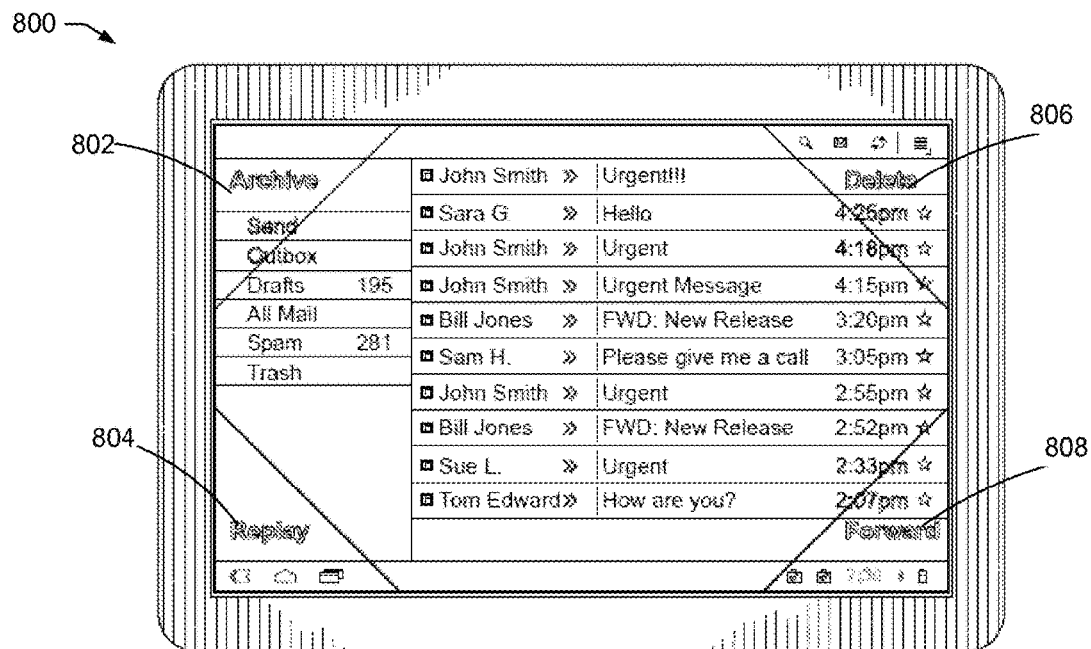 800
802
806
Archive
Delete
John Smith » Urgent!!!
Sara G » Hello 4:25pm ☆
Send
John Smith » Urgent 4:18pm ☆
Outbox
Drafts 195
John Smith » Urgent Message 4:15pm ☆
All Mail
Bill Jones » FWD: New Release 3:20pm ☆
Spam 281
Sam H. » Please give me a call 3:05pm ☆
Trash
John Smith » Urgent 2:55pm ☆
Bill Jones » FWD: New Release 2:52pm ☆
804
808
Sue L. » Urgent 2:33pm ☆
Tom Edward» How are you? 2:07pm ☆
Replay
Forward